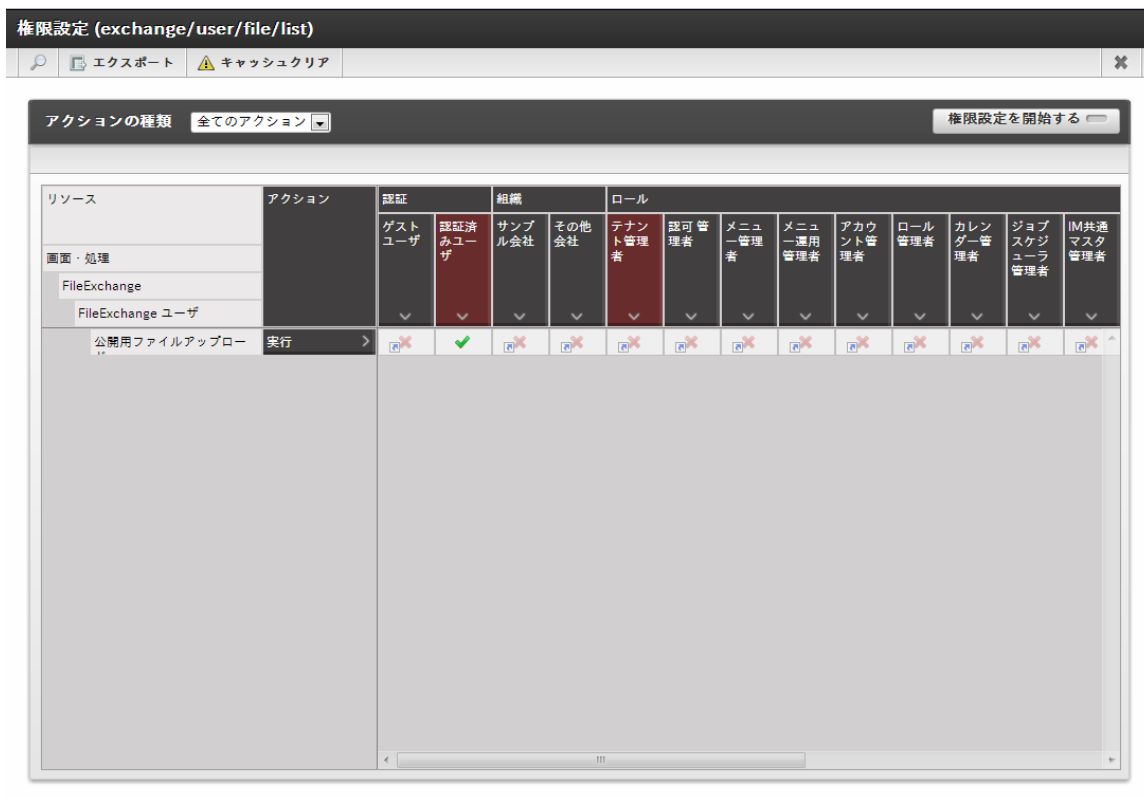 権限設定 (exchange/user/file/list)
エクスポート
キャッシュクリア
アクションの種類
全てのアクション
権限設定を開始する
リソース
アクション
認証
組織
ロール
ゲスト
ユーザ
認証済
みユー
ザ
サンプ
ル会社
その他
会社
テナン
ト管理
者
認可 管
理者
メニュ
ー管理
者
メニュ
ー運用
管理者
アカウ
ント管
理者
ロール
管理者
カレン
ダー管
理者
ジョブ
スケジ
ューラ
管理者
IM共通
マスタ
管理者
画面・処理
FileExchange
FileExchange ユーザ
公開用ファイルアップロー
実行